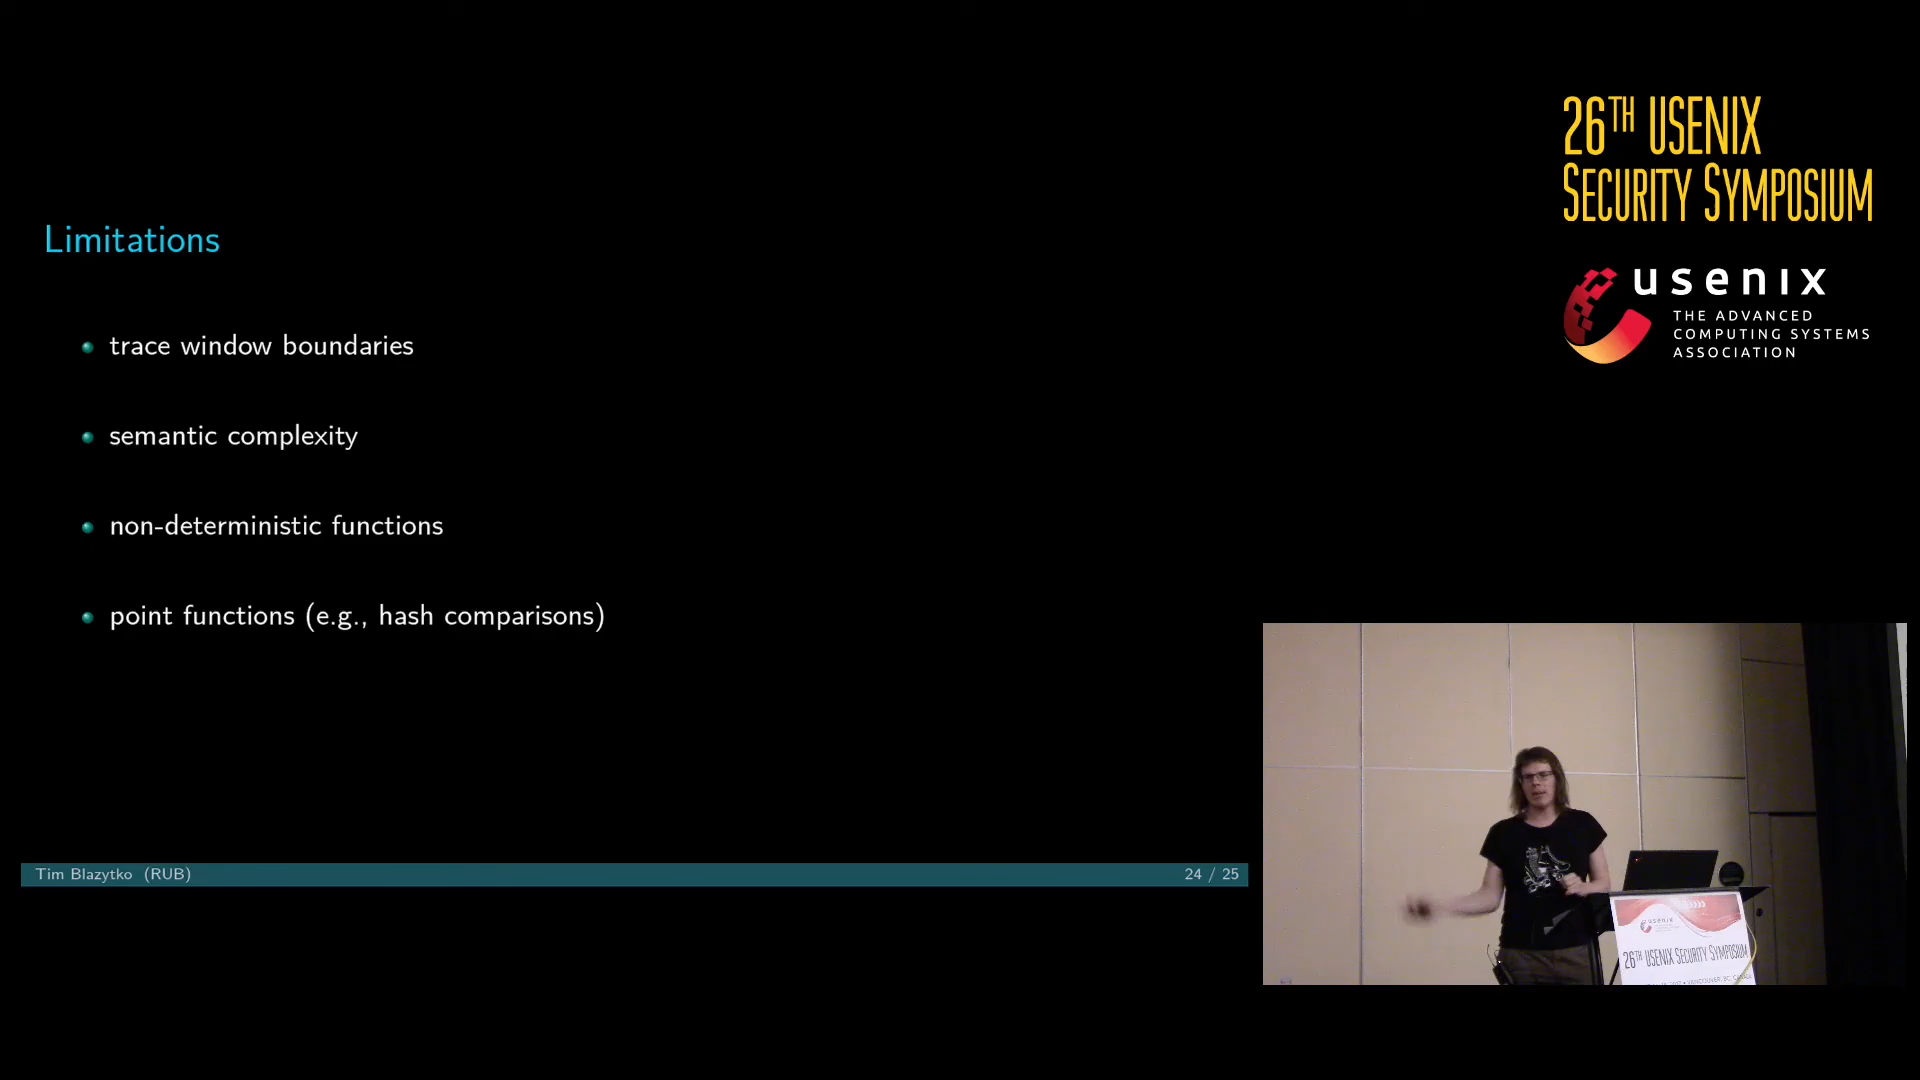 26TH USENIX
SECURITY SYMPOSIUM
usenix
THE ADVANCED
COMPUTING SYSTEMS
ASSOCIATION
Limitations
trace window boundaries
semantic complexity
non-deterministic functions
point functions (e.g., hash comparisons)
Tim Blazytko (RUB)
24 / 25
usenix
26TH USENIX SECURITY SYMPOSIUM